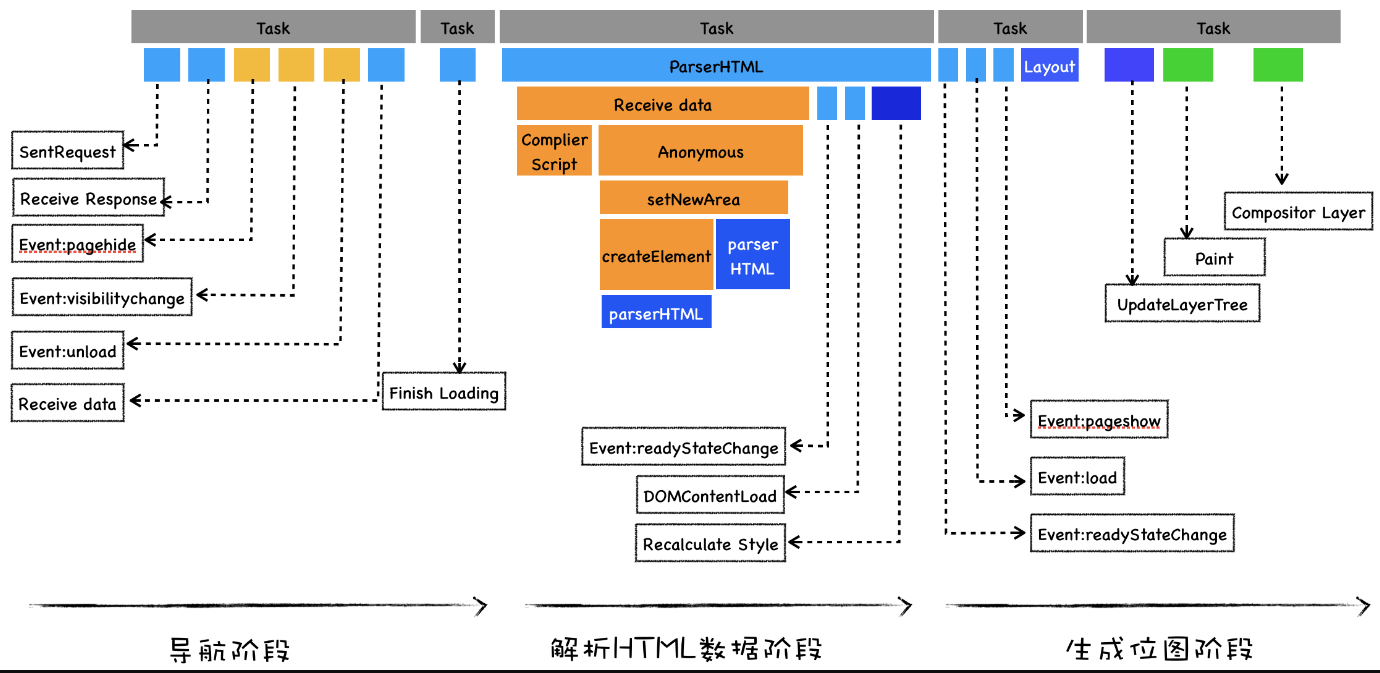 Task
Task
Task
Task
Task
ParserHTML
Layout
Receive data
Complier
Script
Anonymous
setNewArea
createElement
parser
HTML
parserHTML
SentRequest
Receive Response
Event:pagehide
Event:visibilitychange
Event:unload
Receive data
Finish Loading
Event:readyStateChange
DOMContentLoad
Recalculate Style
Compositor Layer
Paint
UpdateLayerTree
Event:pageshow
Event:load
Event:readyStateChange
导航阶段
解析HTML数据阶段
生成位图阶段